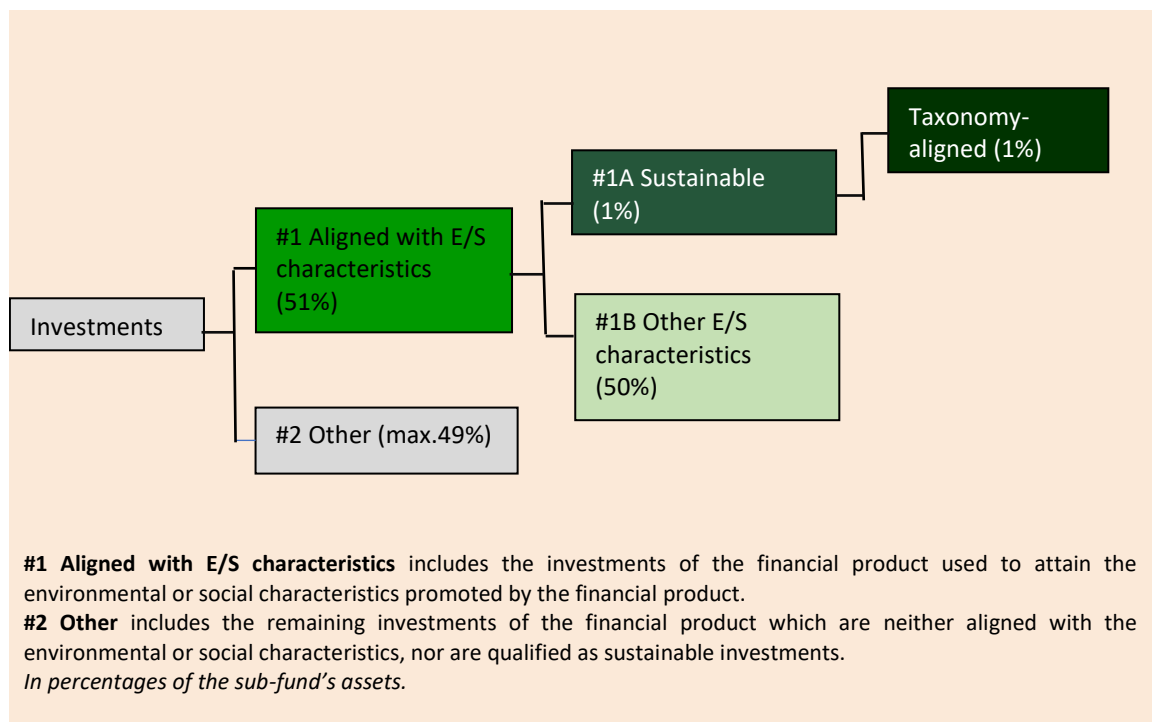 Taxonomy-
aligned (1%)
#1A Sustainable
(1%)
#1 Aligned with E/S
characteristics
(51%)
#1B Other E/S
characteristics
(50%)
Investments
#2 Other (max.49%)
#1 Aligned with E/S characteristics includes the investments of the financial product used to attain the
environmental or social characteristics promoted by the financial product.
#2 Other includes the remaining investments of the financial product which are neither aligned with the
environmental or social characteristics, nor are qualified as sustainable investments.
In percentages of the sub-fund’s assets.